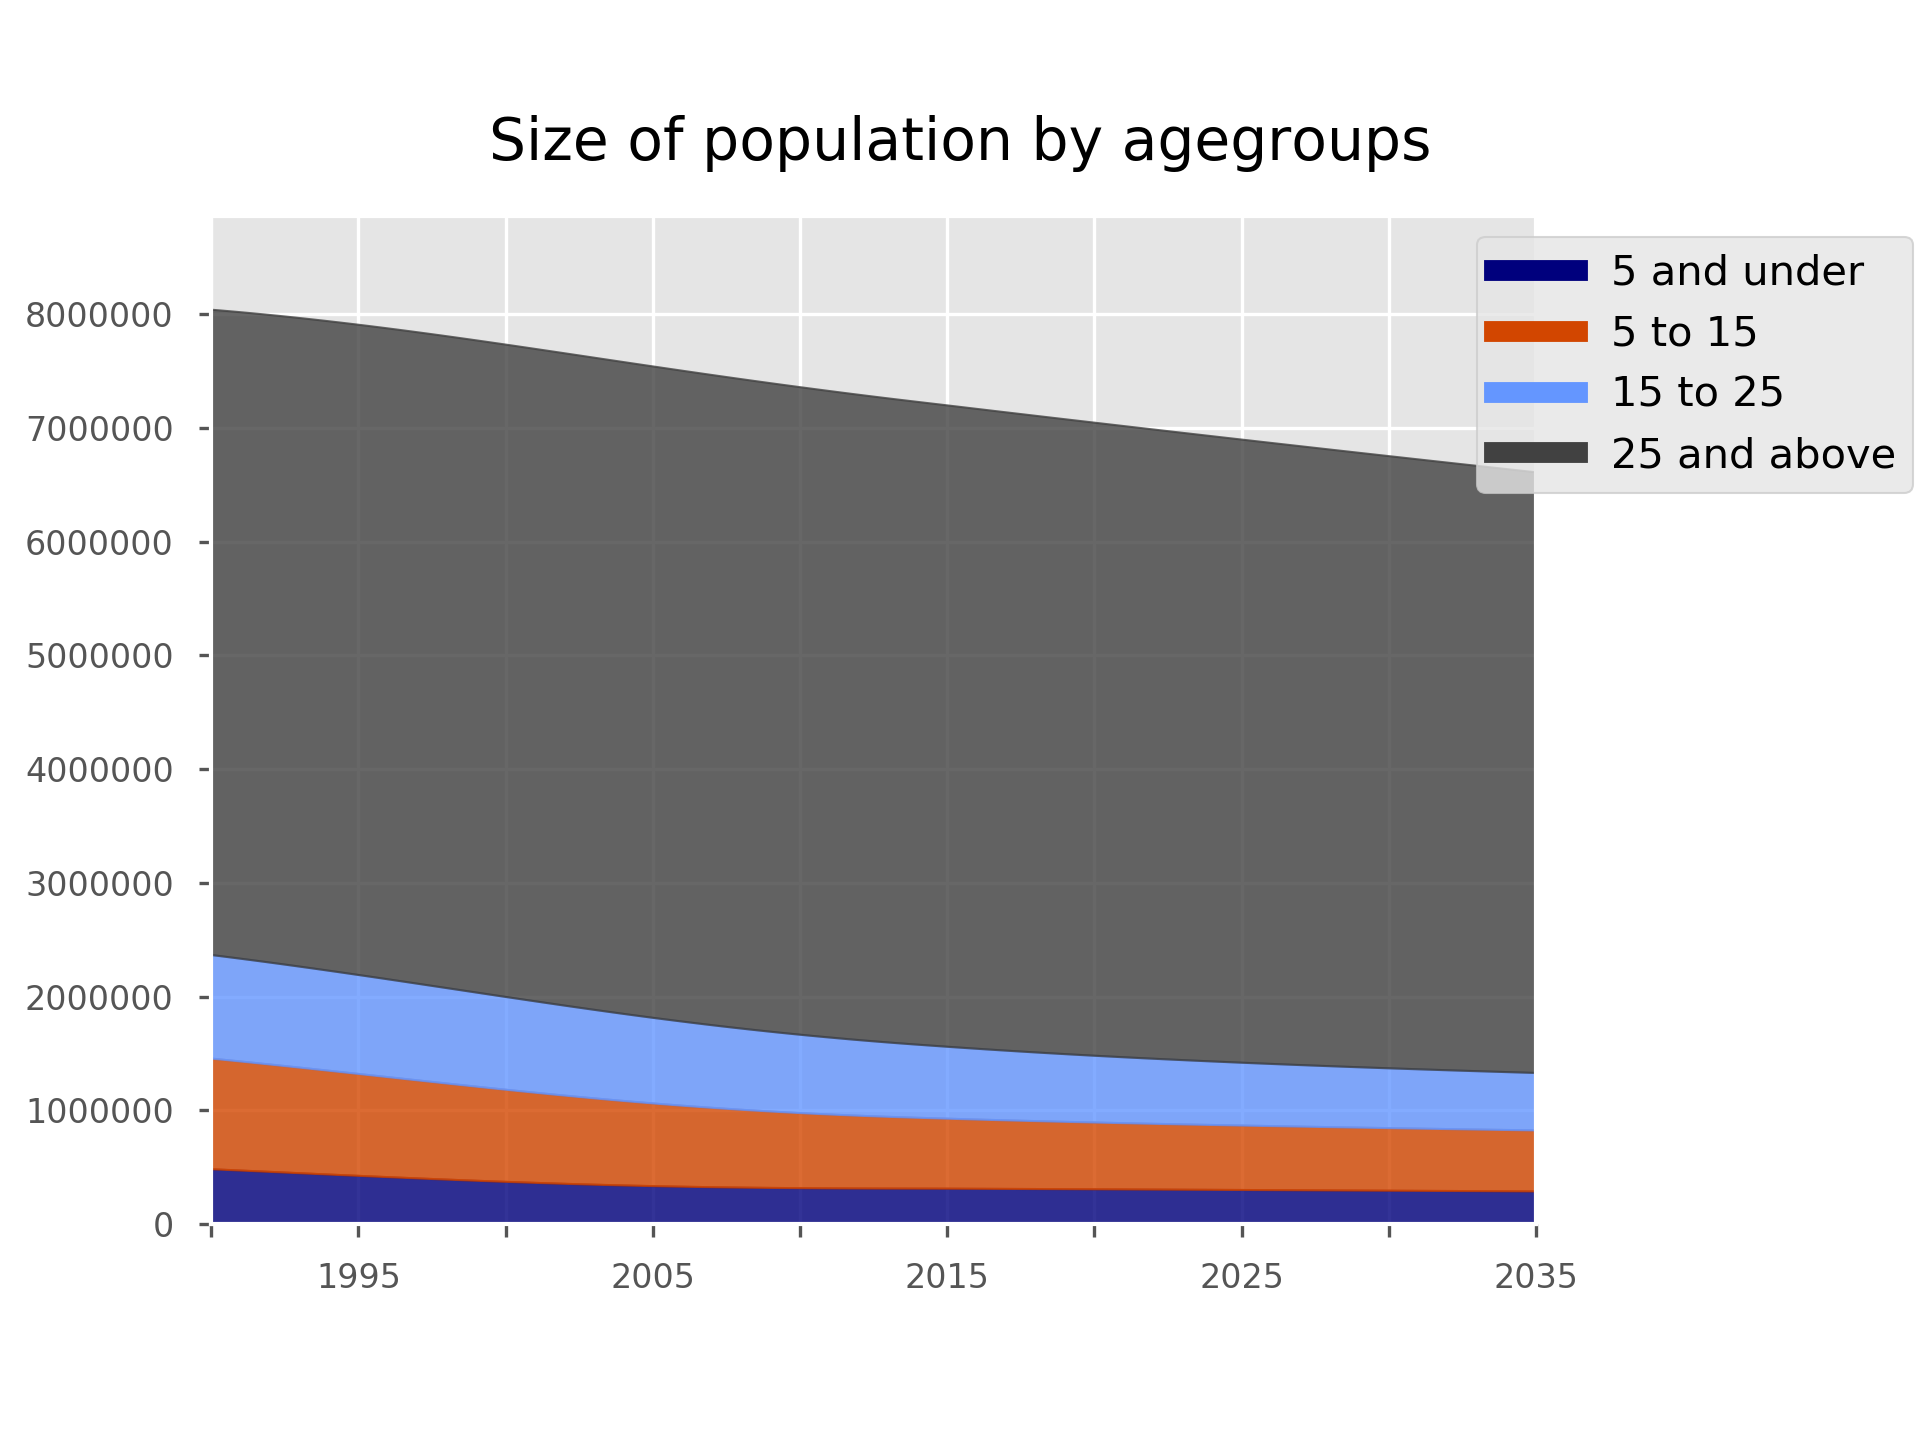 Size of population by agegroups
5 and under
5 to 15
15 to 25
25 and above
8000000
7000000
6000000
5000000
4000000
3000000
2000000
1000000
0
1995 2005 2015 2025 2035